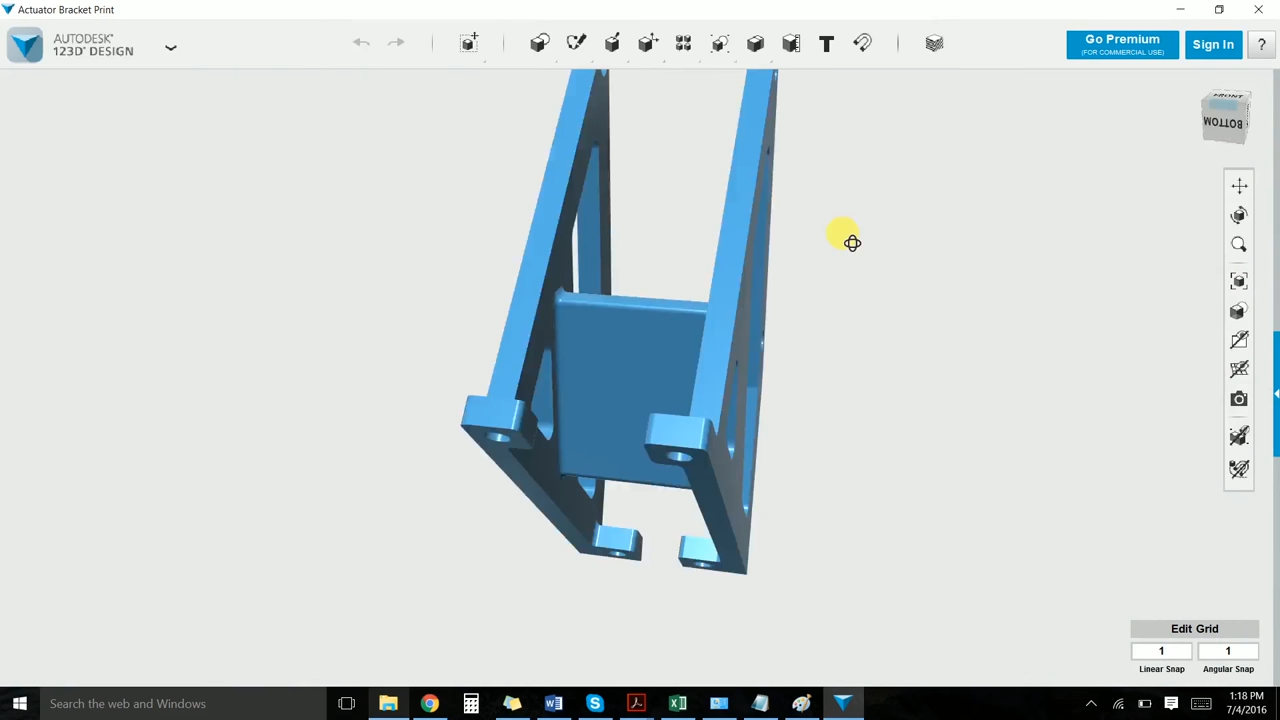 Actuator Bracket Print
AUTODESK
123D® DESIGN
Go Premium
(FOR COMMERCIAL USE)
Sign In
?
T
FRONT
BOTTOM
Edit Grid
1
1
Linear Snap
Angular Snap
Search the web and Windows
1:18 PM
7/4/2016